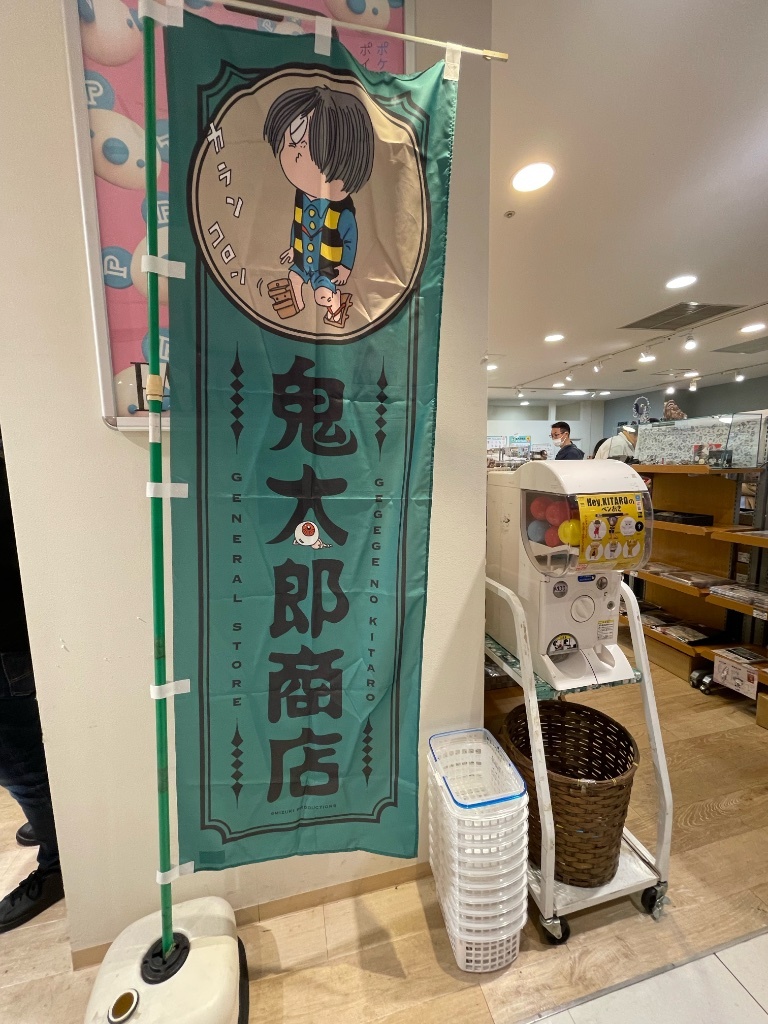 カラン
コロン
鬼太郎商店
GENERAL STORE
GEGEGE NO KITARO
Hey, KITAROの